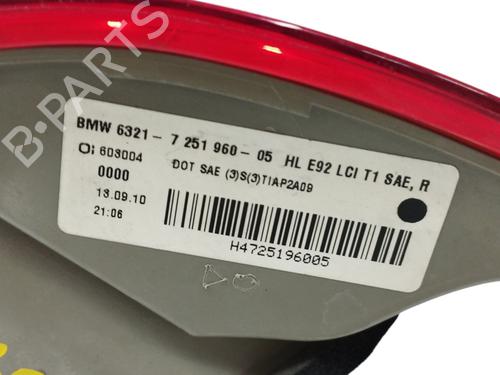 B-PARTS
BMW 6321- 7 251 960- 05 HL E92 LCI T1 SAE, R
603004 DOT SAE (3)S(3)TIAP2A09
0000
13.09.10
21:06
H4725196005